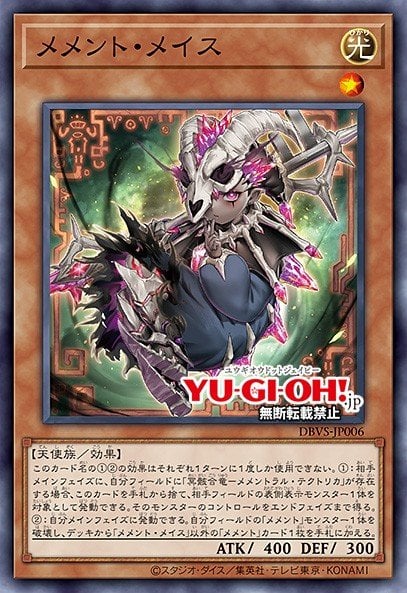 メメント・メイス
ひかり
光
ユウギオウドットジェイピー
YU-GI-OH!.jp
無断転載禁止
DBVS-JP006
【天使族／効果】
このカード名の①②の効果はそれぞれ1ターンに1度しか使用できない。①：相手
メインフェイズに、自分フィールドに「冥骸合竜－メメントラル・テクトリカ」が存在
する場合、このカードを手札から捨て、相手フィールドの表側表示モンスター1体を
対象として発動できる。そのモンスターのコントロールをエンドフェイズまで得る。
②：自分メインフェイズに発動できる。自分フィールドの「メメント」モンスター1体を
破壊し、デッキから「メメント・メイス」以外の「メメント」カード1枚を手札に加える。
ATK/ 400 DEF/ 300
©スタジオ・ダイス／集英社・テレビ東京・KONAMI